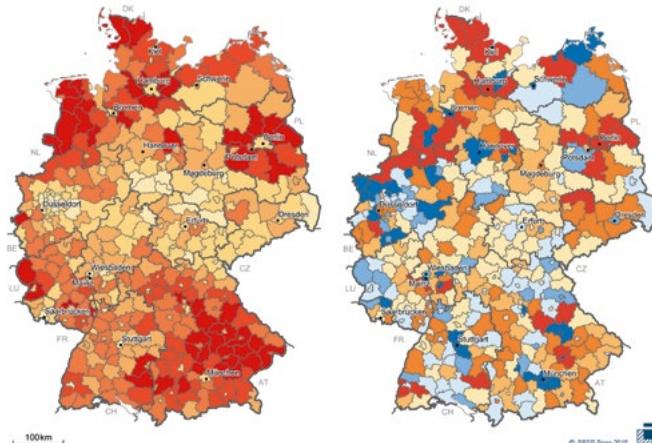 DK
Kiel
Hamburg
Schwerin
Bremen
PL
NL
Hannover
Berlin
Potsdam
Magdeburg
Düsseldorf
Erfurt
Dresden
BE
Wiesbaden
Mainz
CZ
LU
Saarbrücken
FR
Stuttgart
München
AT
CH
100km
DK
Kiel
Hamburg
Schwerin
Bremen
PL
NL
Hannover
Berlin
Potsdam
Magdeburg
Düsseldorf
Erfurt
Dresden
BE
Wiesbaden
Mainz
CZ
LU
Saarbrücken
FR
Stuttgart
München
AT
CH
© BBSR Bonn